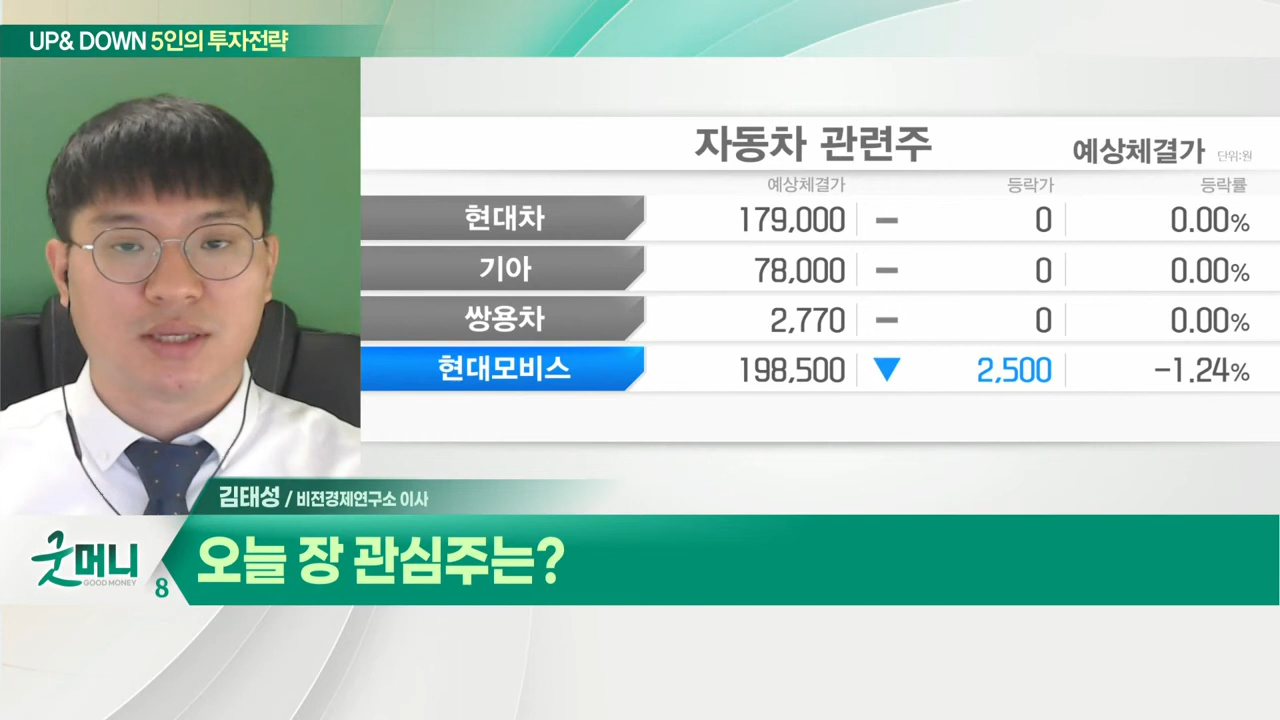 UP& DOWN 5인의 투자전략
자동차 관련주
예상체결가 단위:원
예상체결가 등락가 등락률
현대차 179,000 0 0.00%
기아 78,000 0 0.00%
쌍용차 2,770 0 0.00%
현대모비스 198,500 ▼ 2,500 -1.24%
김태성 / 비전경제연구소 이사
굿머니
GOOD MONEY
8
오늘 장 관심주는?